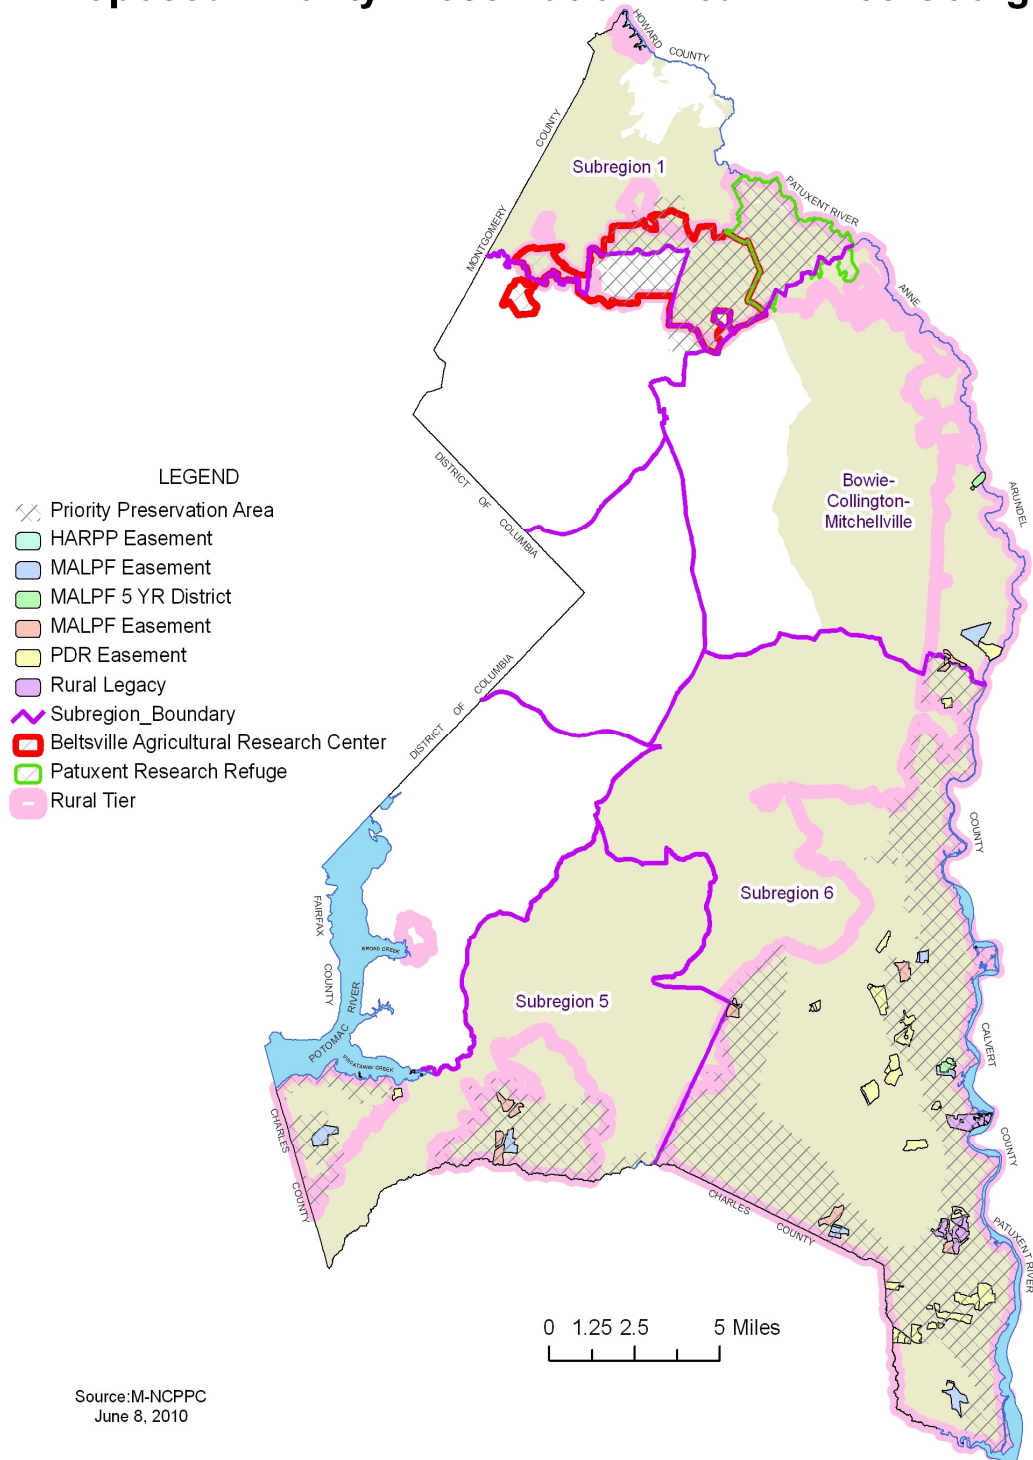 HOWARD COUNTY
COUNTY
MONTGOMERY
Subregion 1
PATUXENT RIVER
ANNE
ARUNDEL
DISTRICT OF COLUMBIA
Bowie-
Collington-
Mitchellville
LEGEND
Priority Preservation Area
HARPP Easement
MALPF Easement
MALPF 5 YR District
MALPF Easement
PDR Easement
Rural Legacy
Subregion_Boundary
Beltsville Agricultural Research Center
Patuxent Research Refuge
Rural Tier
DISTRICT OF COLUMBIA
COUNTY
Subregion 6
FAIRFAX
COUNTY
BROAD CREEK
POTOMAC RIVER
PISCATAWAY CREEK
Subregion 5
CALVERT
COUNTY
CHARLES
COUNTY
CHARLES
COUNTY
PATUXENT RIVER
0 1.25 2.5 5 Miles
Source:M-NCPPC
June 8, 2010